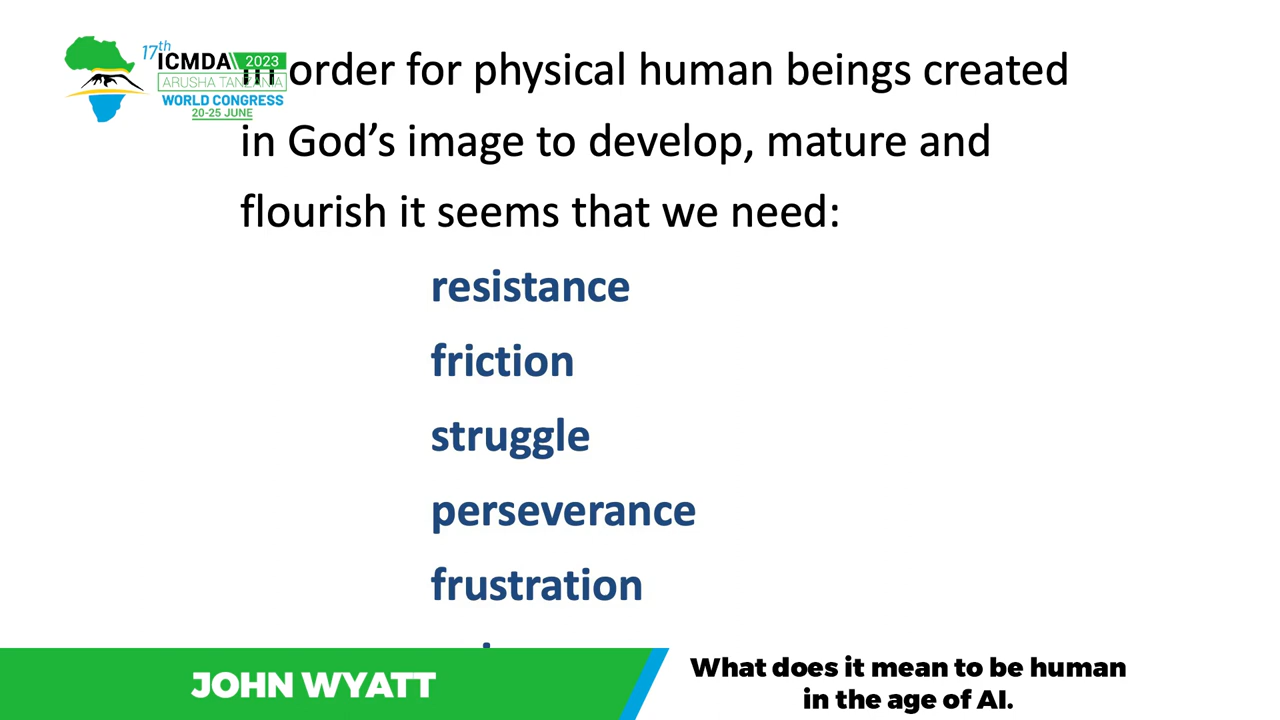 17th
ICMDA 2023
ARUSHA TANZANIA
WORLD CONGRESS
20-25 JUNE
In order for physical human beings created
in God’s image to develop, mature and
flourish it seems that we need:
resistance
friction
struggle
perseverance
frustration
JOHN WYATT
What does it mean to be human
in the age of AI.